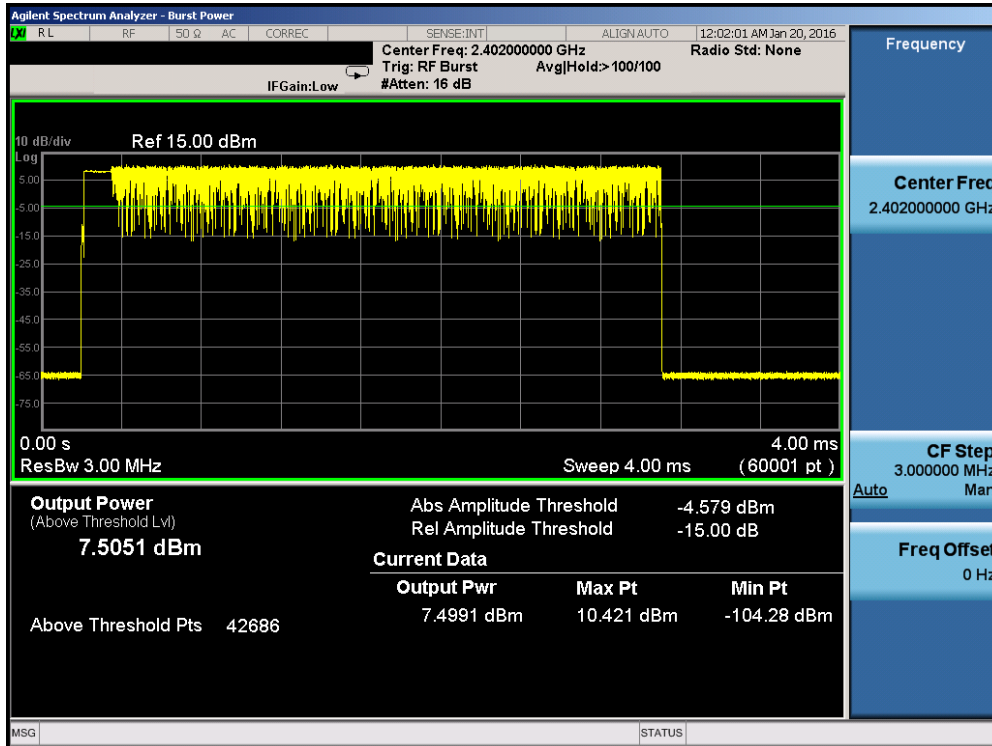 Agilent Spectrum Analyzer - Burst Power
LXI RL RF 50 Ω AC CORREC SENSE:INT ALIGN AUTO 12:02:01 AM Jan 20, 2016
Center Freq: 2.402000000 GHz Radio Std: None
Trig: RF Burst Avg|Hold:>100/100
IFGain:Low #Atten: 16 dB
10 dB/div Ref 15.00 dBm
Log
5.00
-5.00
-15.0
-25.0
-35.0
-45.0
-55.0
-65.0
-75.0
0.00 s 4.00 ms
ResBw 3.00 MHz Sweep 4.00 ms (60001 pt)
Output Power
(Above Threshold Lvl)
7.5051 dBm
Above Threshold Pts 42686
Abs Amplitude Threshold -4.579 dBm
Rel Amplitude Threshold -15.00 dB
Current Data
Output Pwr Max Pt Min Pt
7.4991 dBm 10.421 dBm -104.28 dBm
MSG STATUS
Frequency
Center Freq
2.402000000 GHz
CF Step
3.000000 MHz
Auto Man
Freq Offset
0 Hz